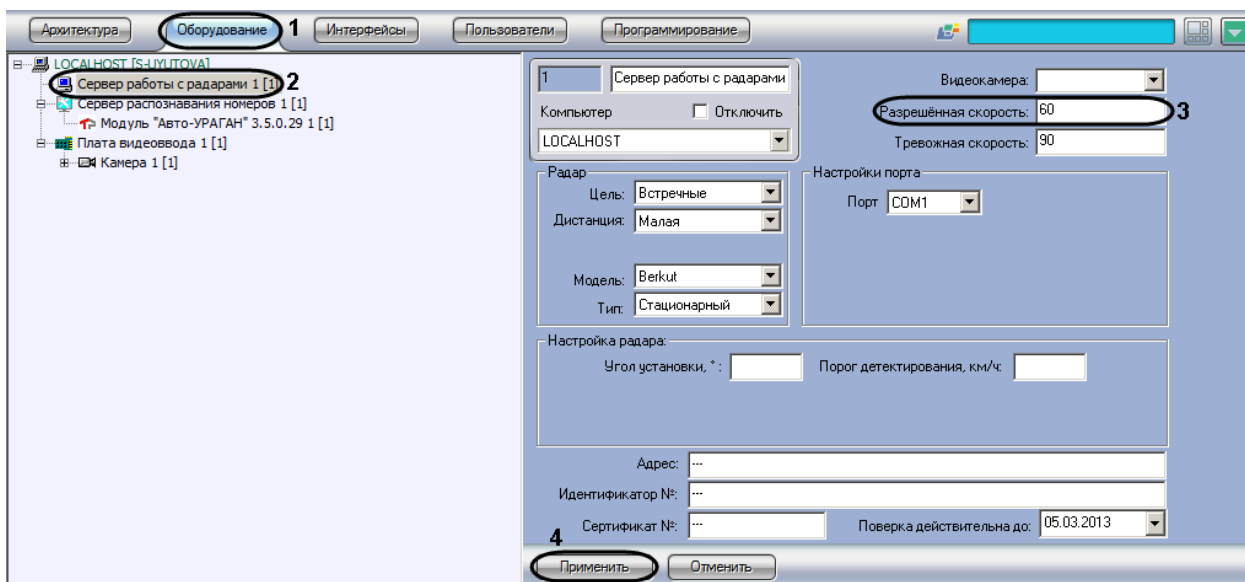 Архитектура Оборудование 1 Интерфейсы Пользователи Программирование
LOCALHOST [S-UYUTOVA]
Сервер работы с радарами 1 [1] 2
Сервер распознавания номеров 1 [1]
Модуль "Авто-УРАГАН" 3.5.0.29 1 [1]
Плата видеоввода 1 [1]
Камера 1 [1]
1 Сервер работы с радарами
Компьютер Отключить
LOCALHOST
Видеокамера:
Разрешённая скорость: 60 3
Тревожная скорость: 90
Радар
Цель: Встречные
Дистанция: Малая
Модель: Berkut
Тип: Стационарный
Настройки порта
Порт COM1
Настройка радара:
Угол установки, ° : Порог детектирования, км/ч:
Адрес: ---
Идентификатор №: ---
Сертификат №: --- Поверка действительна до: 05.03.2013
4
Применить Отменить